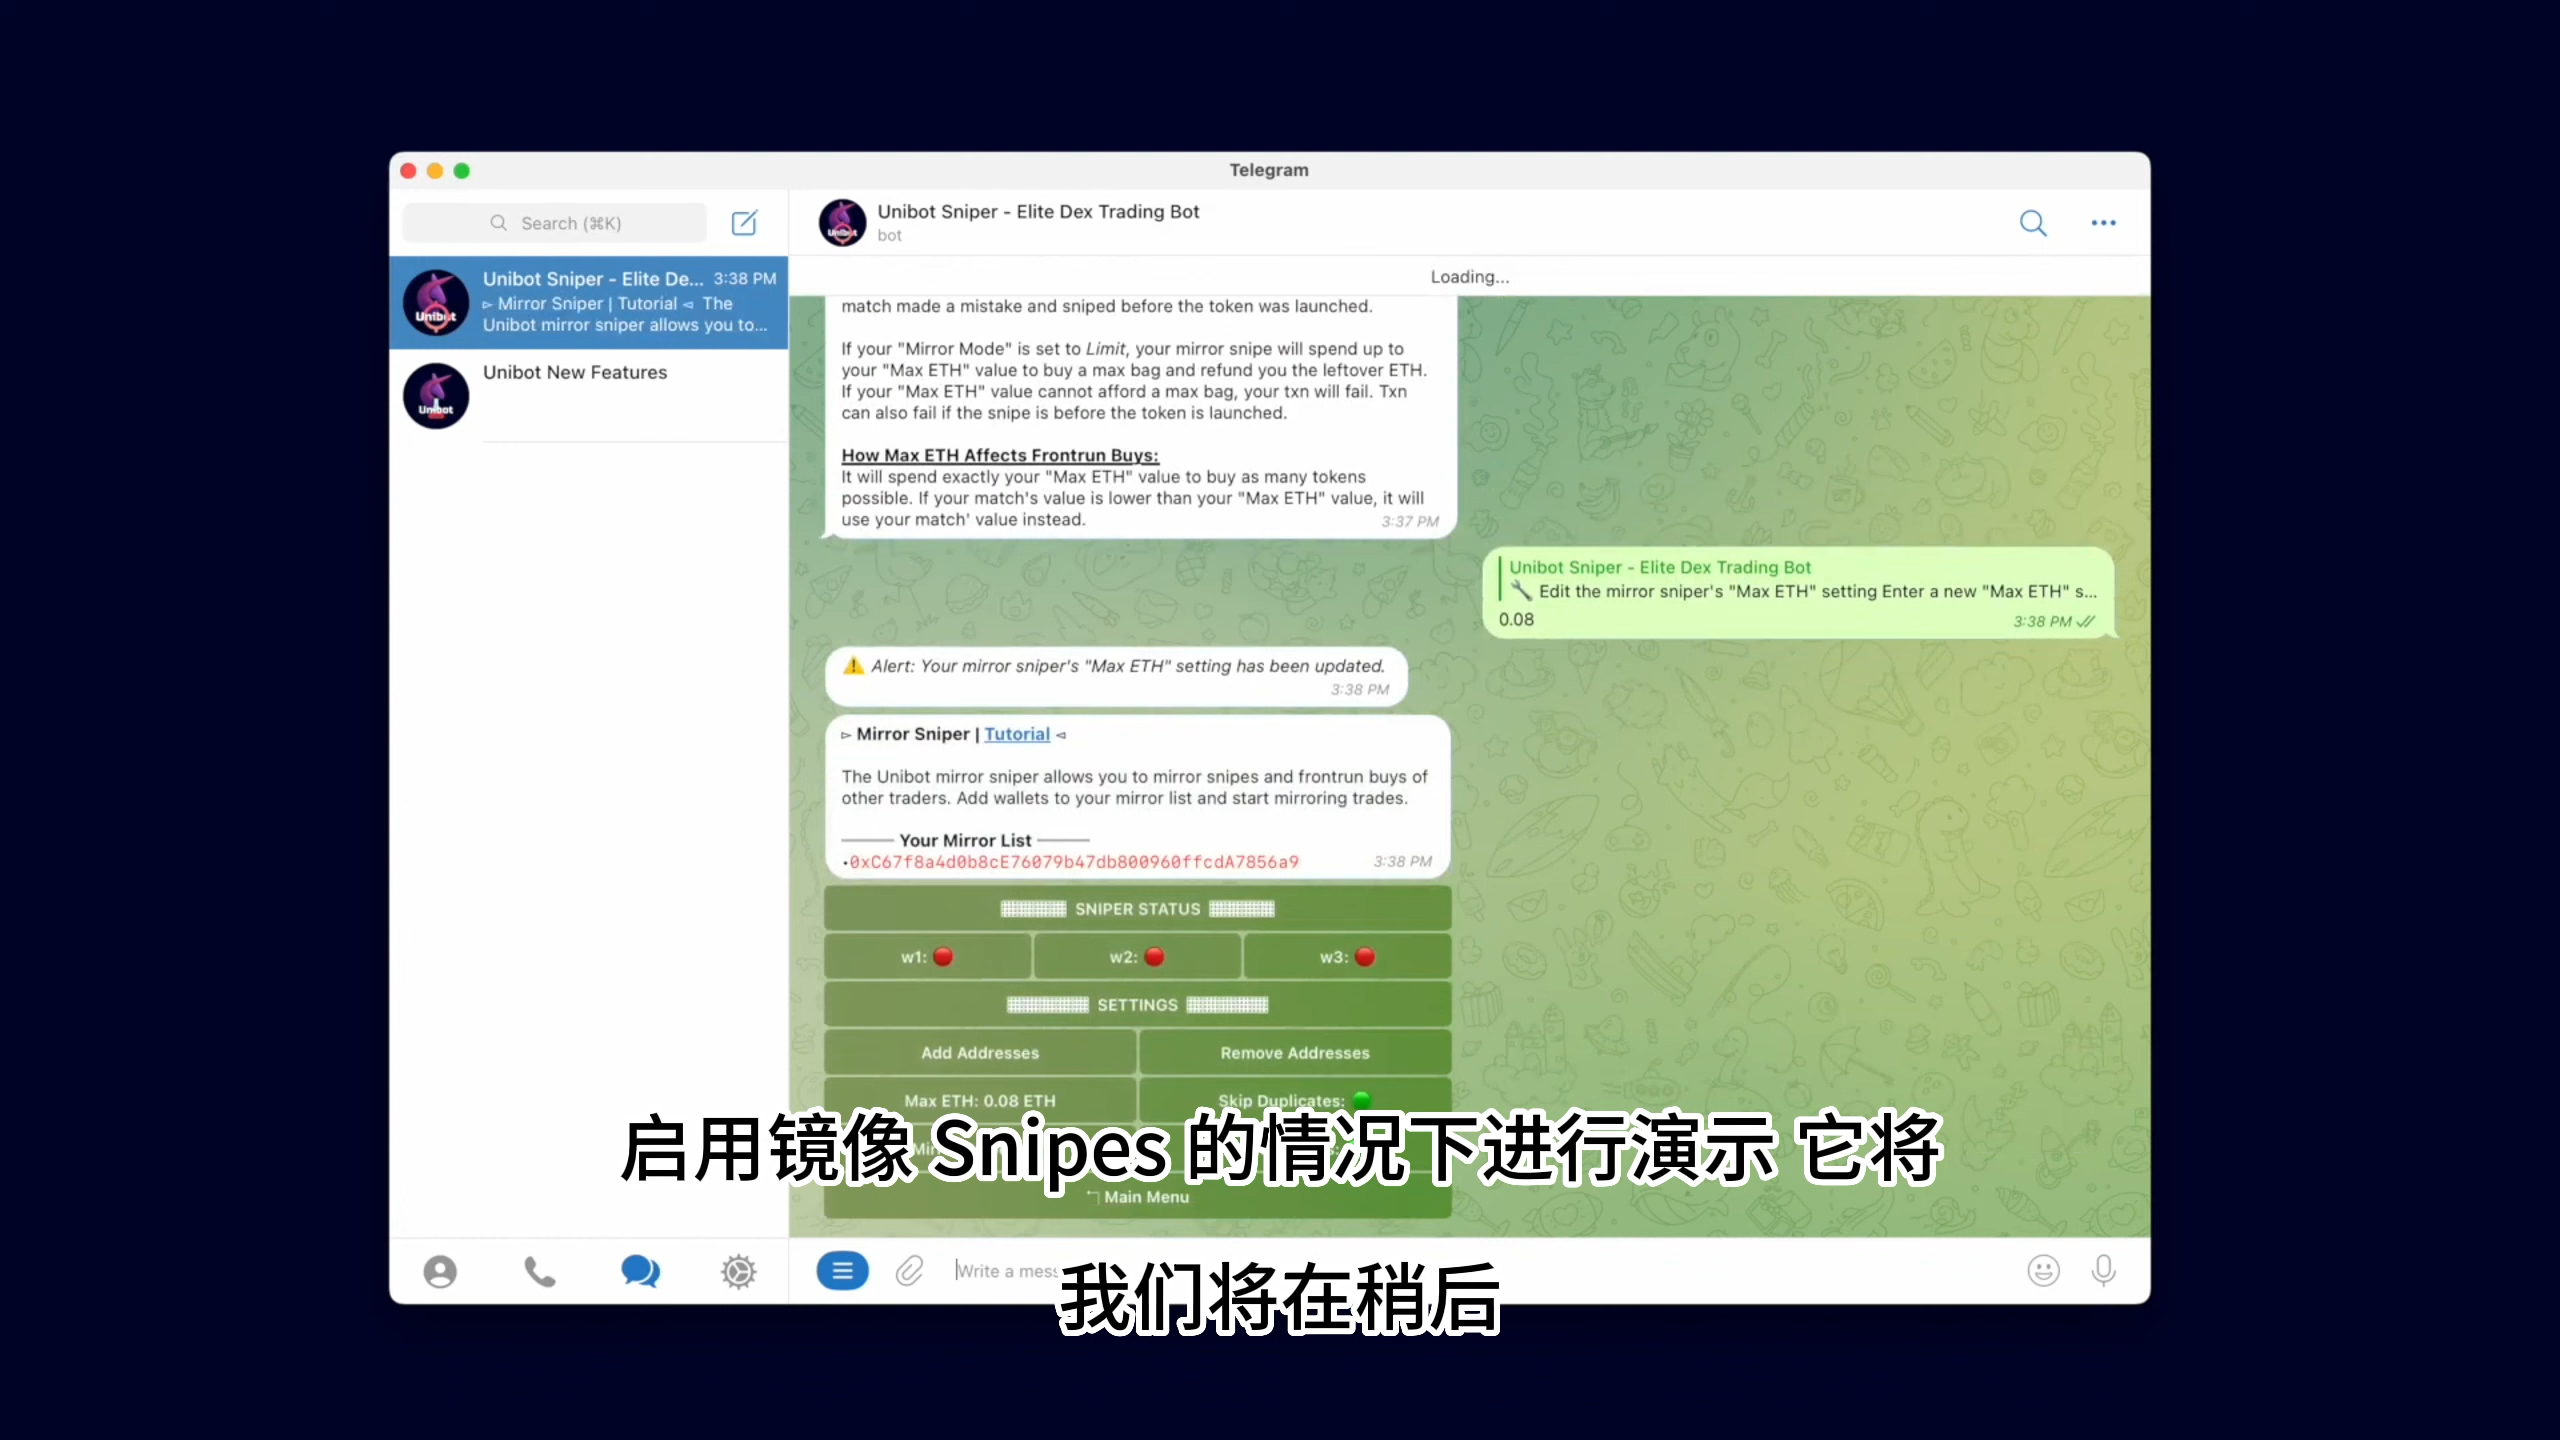 Telegram
Search (⌘K)
Unibot Sniper - Elite De... 3:38 PM
▻ Mirror Sniper | Tutorial ◅ The
Unibot mirror sniper allows you to...
Unibot New Features
Unibot Sniper - Elite Dex Trading Bot
bot
Loading...
match made a mistake and sniped before the token was launched.
If your "Mirror Mode" is set to Limit, your mirror snipe will spend up to
your "Max ETH" value to buy a max bag and refund you the leftover ETH.
If your "Max ETH" value cannot afford a max bag, your txn will fail. Txn
can also fail if the snipe is before the token is launched.
How Max ETH Affects Frontrun Buys:
It will spend exactly your "Max ETH" value to buy as many tokens
possible. If your match's value is lower than your "Max ETH" value, it will
use your match' value instead.
3:37 PM
Unibot Sniper - Elite Dex Trading Bot
Edit the mirror sniper's "Max ETH" setting Enter a new "Max ETH" s...
0.08
3:38 PM
Alert: Your mirror sniper's "Max ETH" setting has been updated.
3:38 PM
▻ Mirror Sniper | Tutorial ◅
The Unibot mirror sniper allows you to mirror snipes and frontrun buys of
other traders. Add wallets to your mirror list and start mirroring trades.
Your Mirror List
•0xC67f8a4d0b8cE76079b47db800960ffcdA7856a9
3:38 PM
SNIPER STATUS
w1:
w2:
w3:
SETTINGS
Add Addresses
Remove Addresses
Max ETH: 0.08 ETH
Skip Duplicates:
启用镜像 Snipes 的情况下进行演示 它将
Main Menu
Write a mess
我们将在稍后